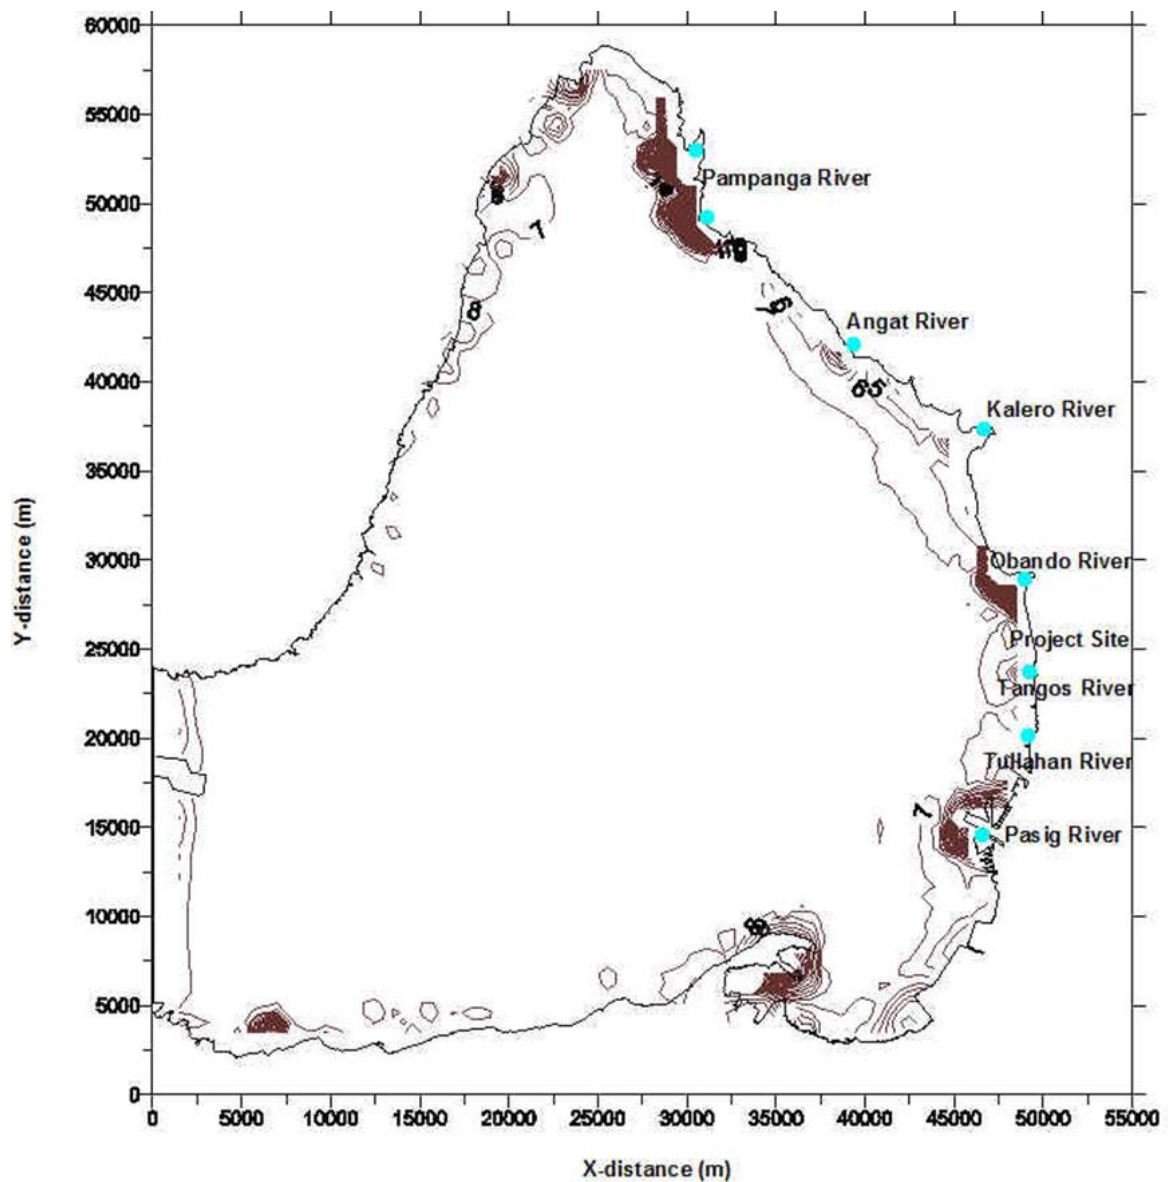 60000
55000
50000
45000
40000
35000
30000
25000
20000
15000
10000
5000
0
Y-distance (m)
Pampanga River
7
8
Angat River
65
Kalero River
Obando River
Project Site
Tangos River
Tullahan River
7
Pasig River
0 5000 10000 15000 20000 25000 30000 35000 40000 45000 50000 55000
X-distance (m)